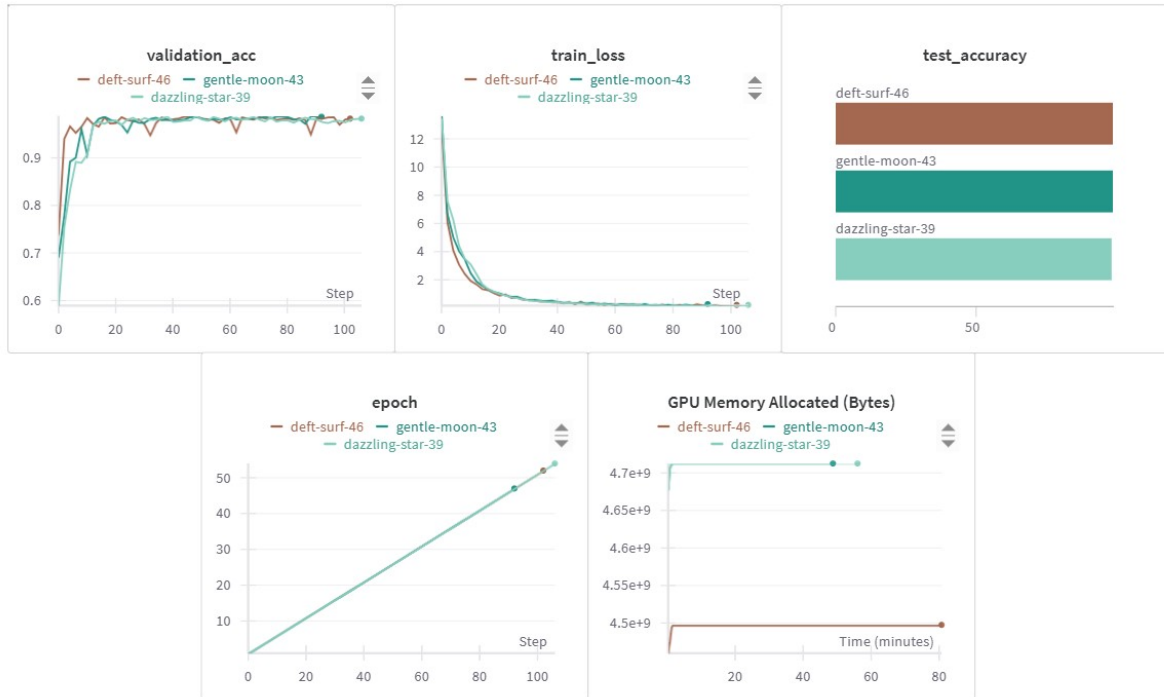 validation_acc
deft-surf-46 gentle-moon-43
dazzling-star-39
0.9
0.8
0.7
0.6
Step
0 20 40 60 80 100
train_loss
deft-surf-46 gentle-moon-43
dazzling-star-39
12
10
8
6
4
2
Step
0 20 40 60 80 100
test_accuracy
deft-surf-46
gentle-moon-43
dazzling-star-39
0 50
epoch
deft-surf-46 gentle-moon-43
dazzling-star-39
50
40
30
20
10
Step
0 20 40 60 80 100
GPU Memory Allocated (Bytes)
deft-surf-46 gentle-moon-43
dazzling-star-39
4.7e+9
4.65e+9
4.6e+9
4.55e+9
4.5e+9
Time (minutes)
20 40 60 80